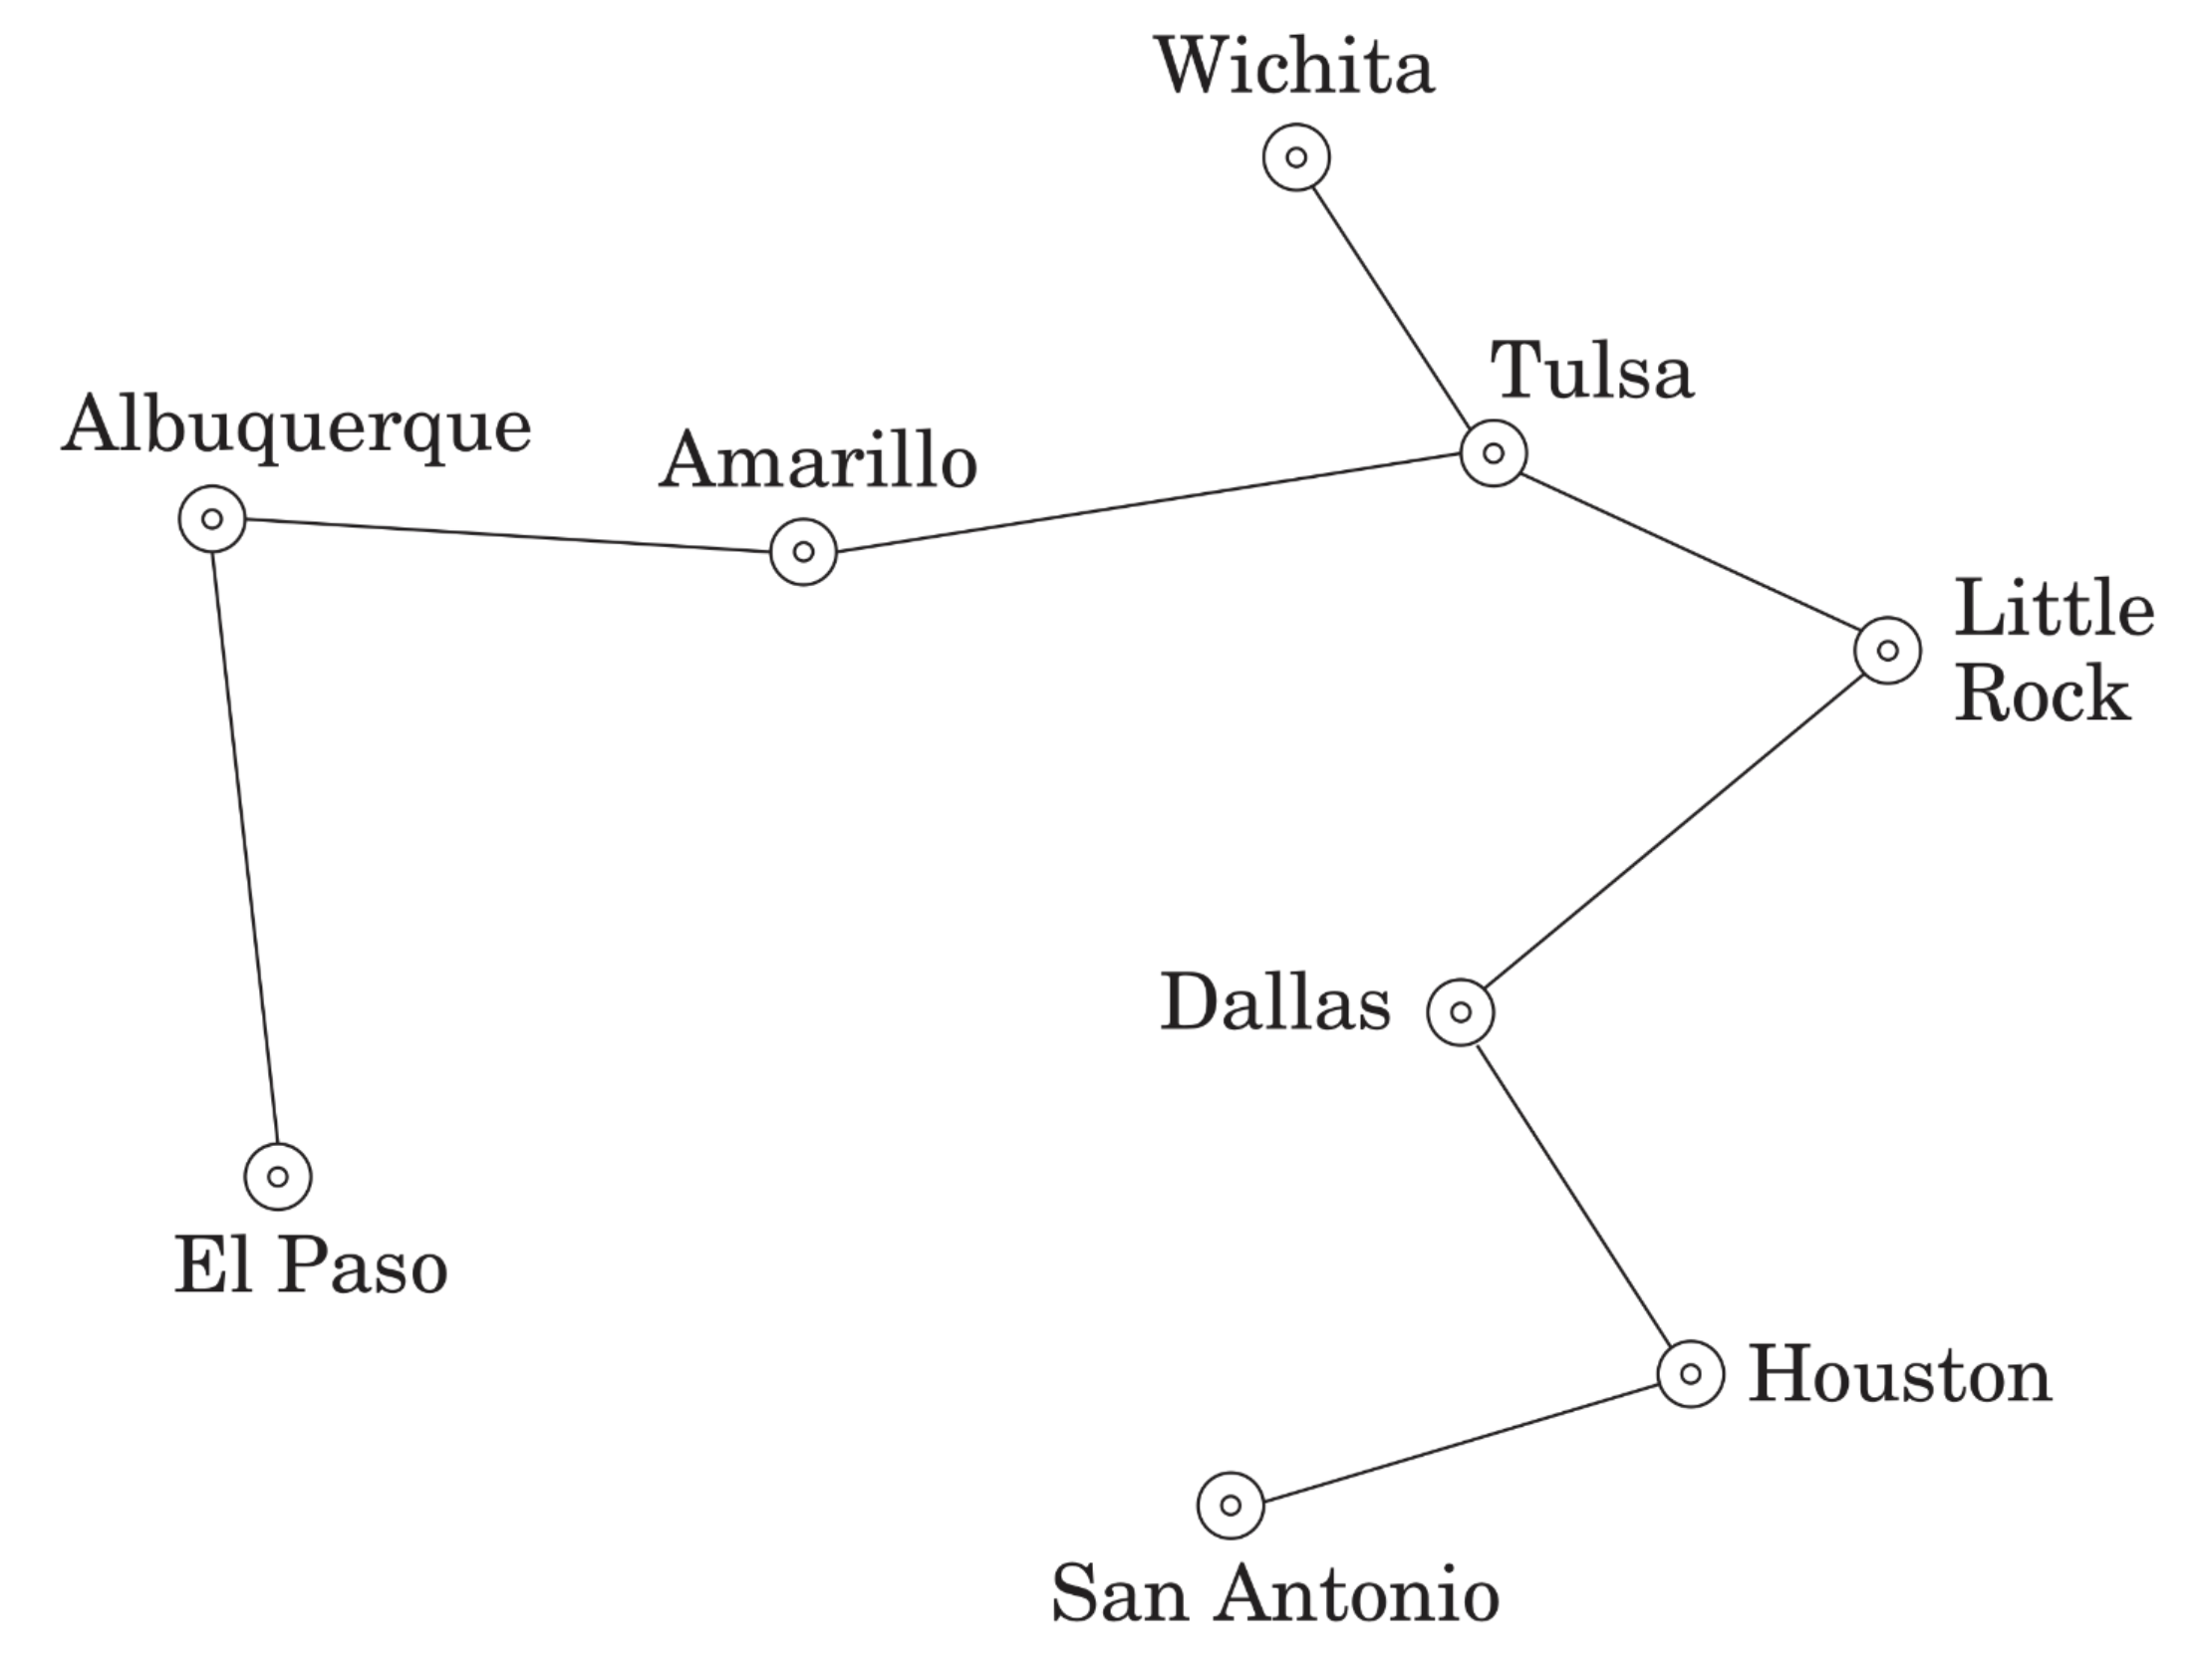 Wichita
Tulsa
Albuquerque
Amarillo
Little
Rock
Dallas
El Paso
Houston
San Antonio